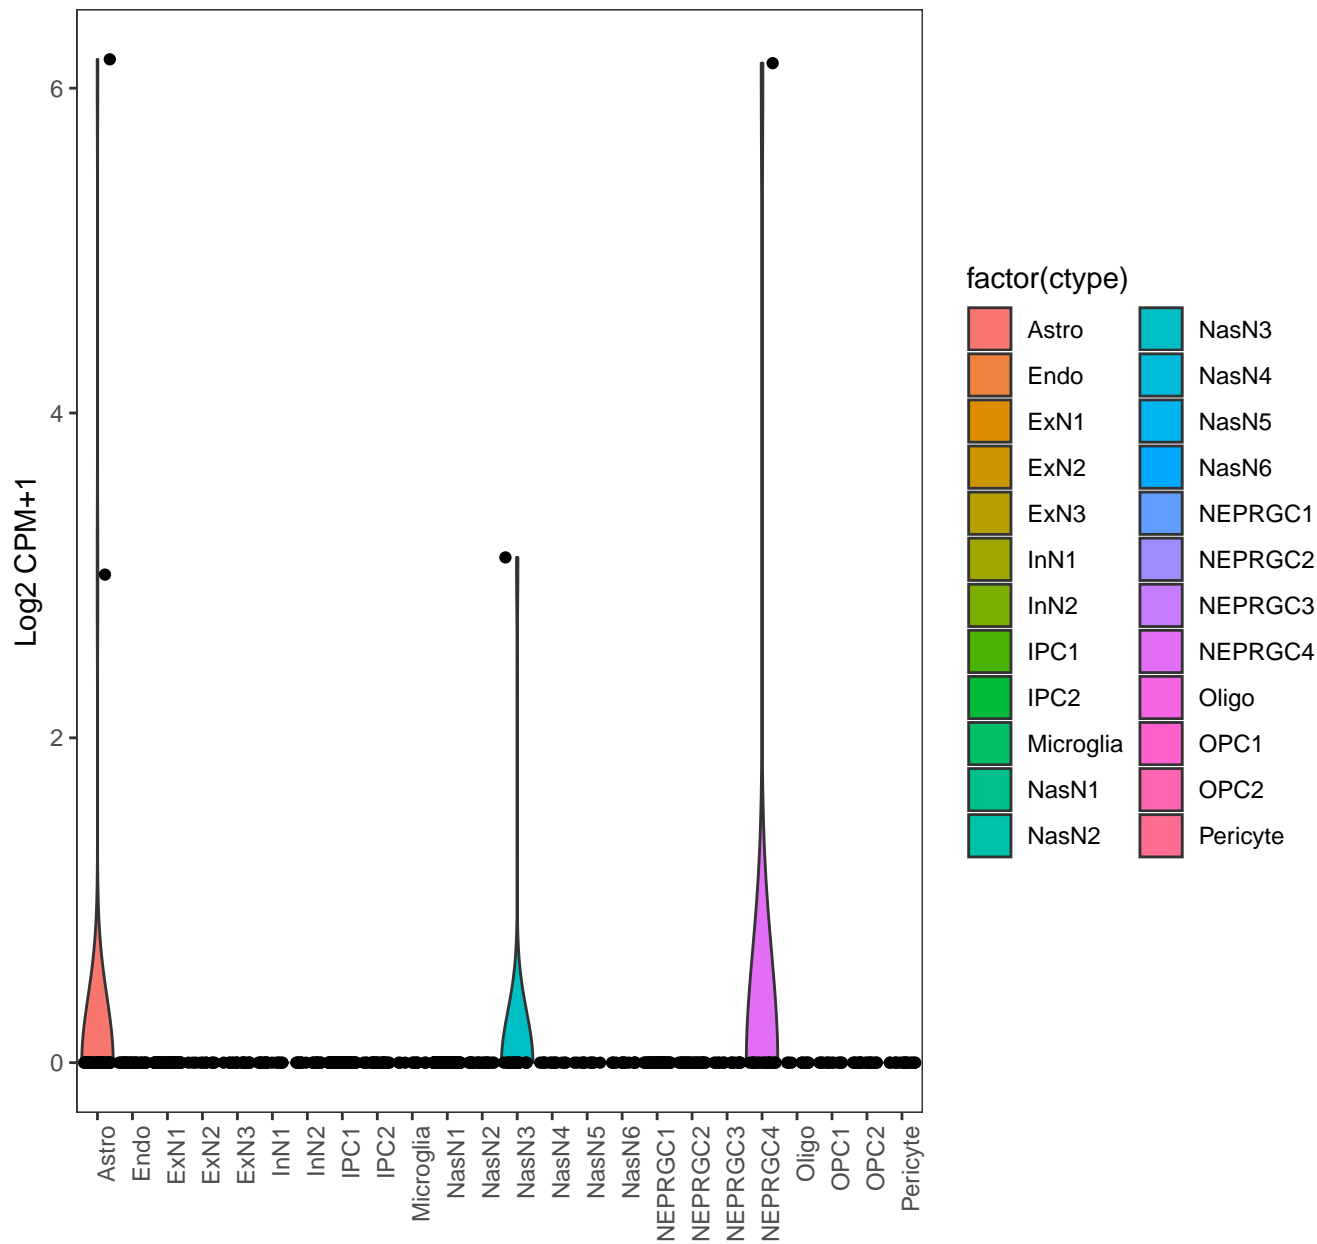 6
4
2
0
Log2 CPM+1
Astro
Endo
ExN1
ExN2
ExN3
InN1
InN2
IPC1
IPC2
Microglia
NasN1
NasN2
NasN3
NasN4
NasN5
NasN6
NEPRGC1
NEPRGC2
NEPRGC3
NEPRGC4
Oligo
OPC1
OPC2
Pericyte
factor(ctype)
Astro
Endo
ExN1
ExN2
ExN3
InN1
InN2
IPC1
IPC2
Microglia
NasN1
NasN2
NasN3
NasN4
NasN5
NasN6
NEPRGC1
NEPRGC2
NEPRGC3
NEPRGC4
Oligo
OPC1
OPC2
Pericyte